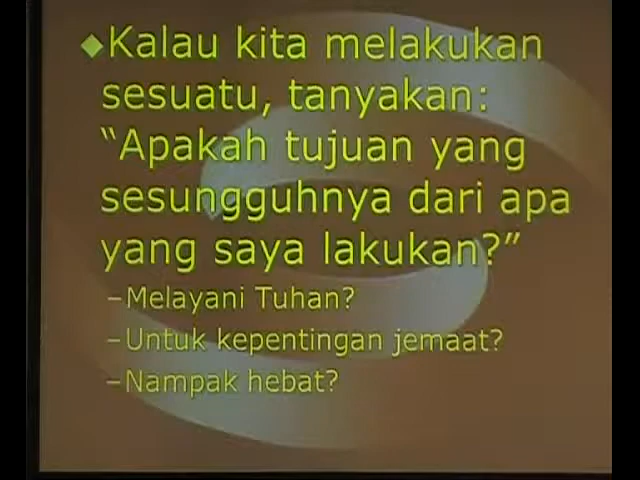 ◆Kalau kita melakukan
sesuatu, tanyakan:
“Apakah tujuan yang
sesungguhnya dari apa
yang saya lakukan?”
–Melayani Tuhan?
–Untuk kepentingan jemaat?
–Nampak hebat?